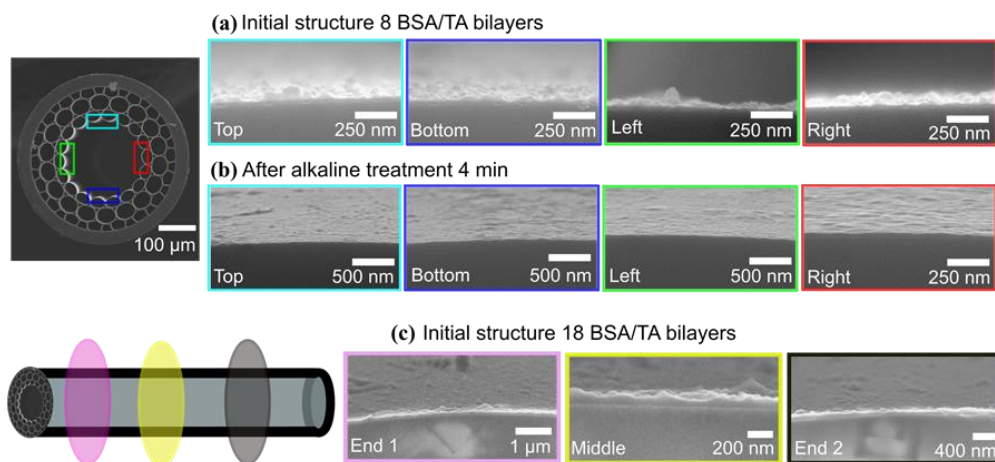 (a) Initial structure 8 BSA/TA bilayers
Top
250 nm
Bottom
250 nm
Left
250 nm
Right
250 nm
100 µm
(b) After alkaline treatment 4 min
Top
500 nm
Bottom
500 nm
Left
500 nm
Right
250 nm
(c) Initial structure 18 BSA/TA bilayers
End 1
1 µm
Middle
200 nm
End 2
400 nm